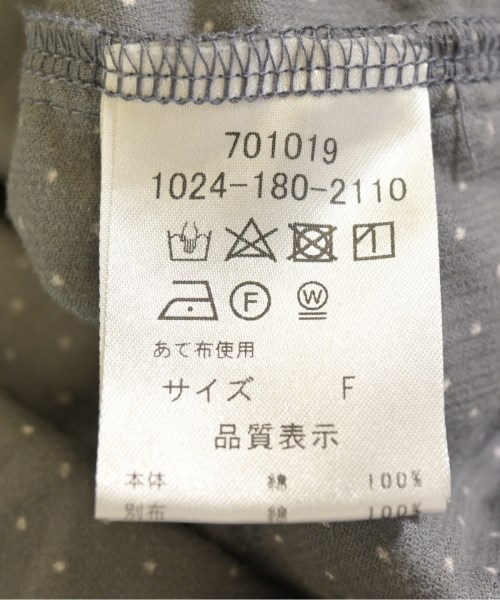 701019
1024-180-2110
F W
あて布使用
サイズ F
品質表示
本体 綿 100%
別布 綿 100%